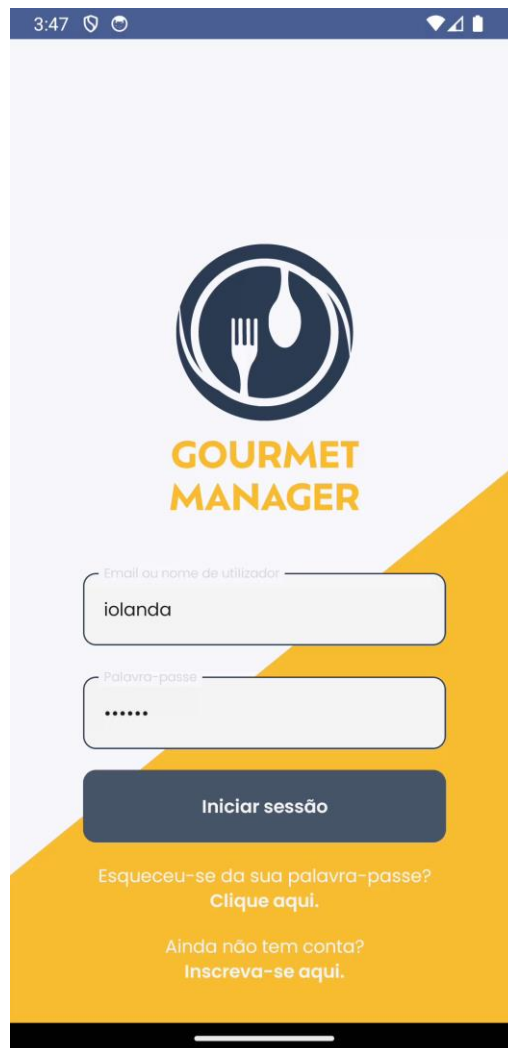 3:47
GOURMET
MANAGER
Email ou nome de utilizador
iolanda
Palavra-passe
••••••
Iniciar sessão
Esqueceu-se da sua palavra-passe?
Clique aqui.
Ainda não tem conta?
Inscreva-se aqui.